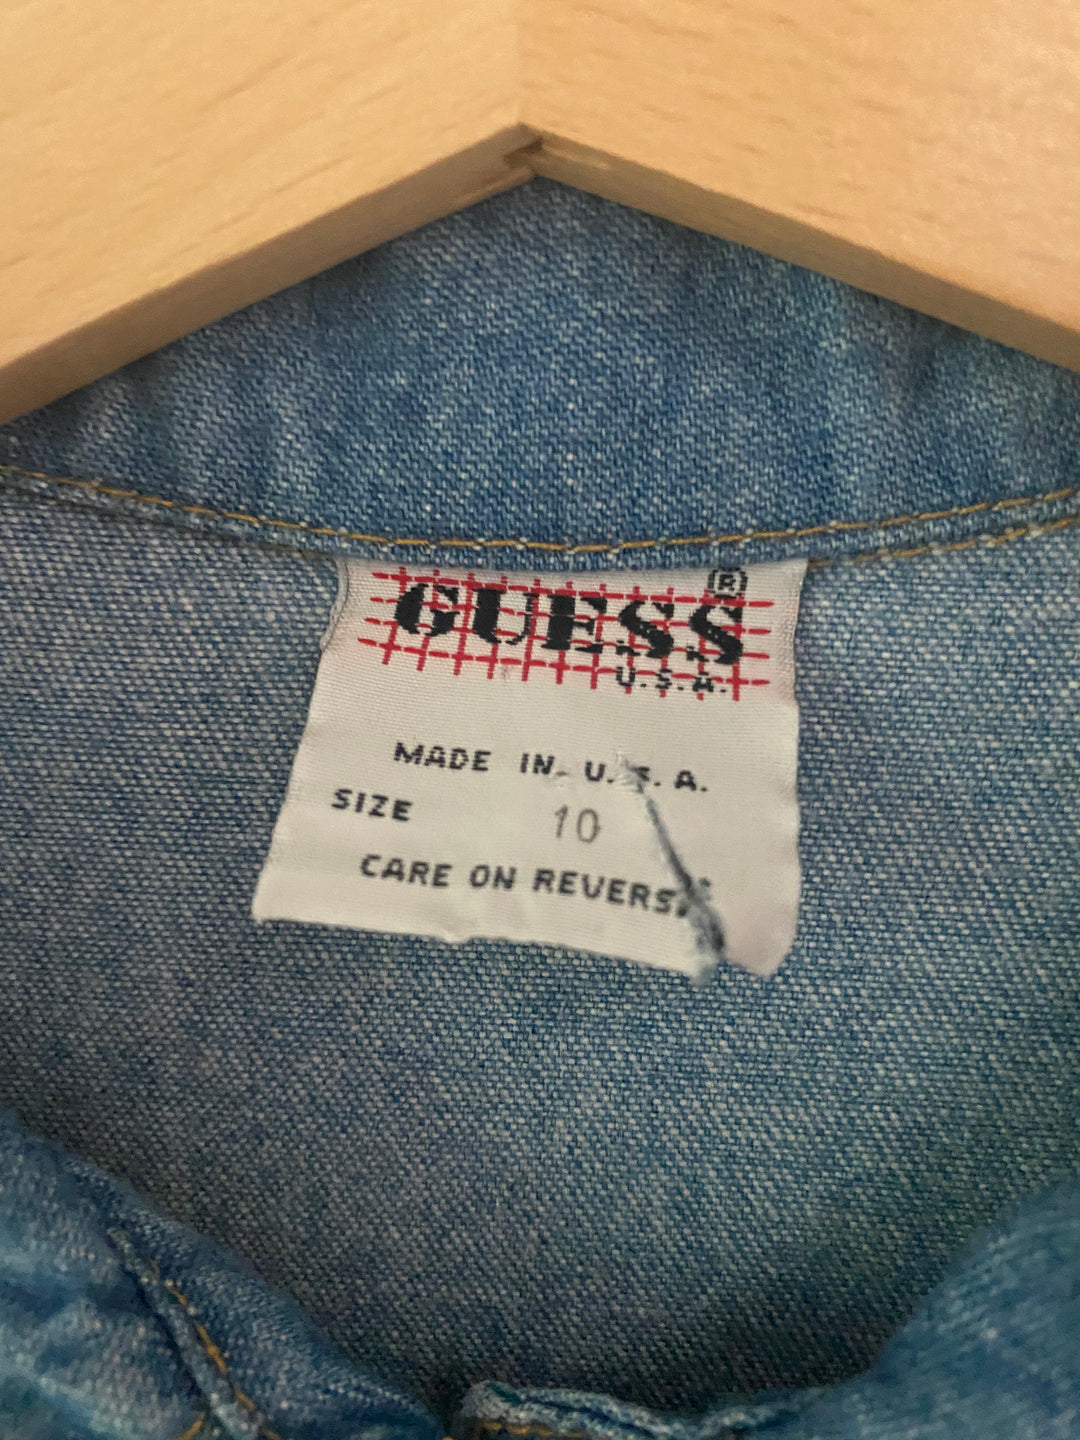 GUESS®
U.S.A.
MADE IN U.S.A.
SIZE 10
CARE ON REVERSE